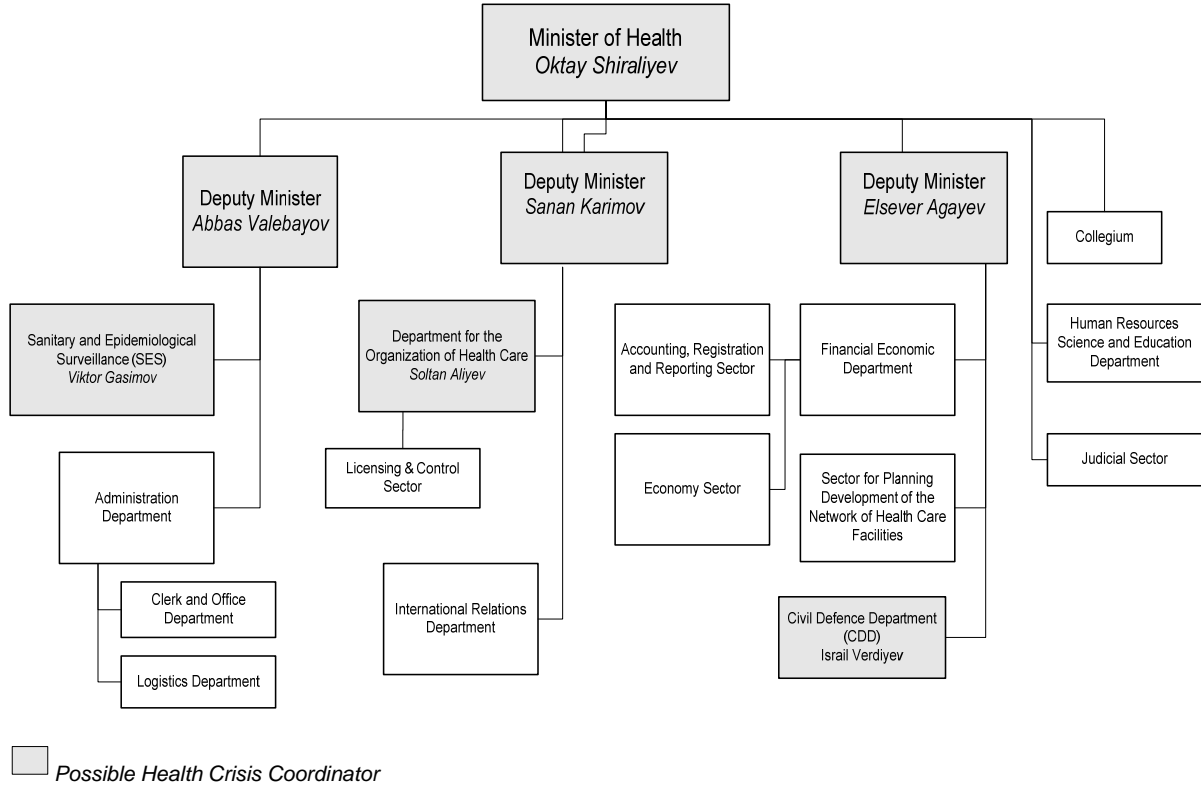 Minister of Health
Oktay Shiraliyev
Deputy Minister
Abbas Valebayov
Deputy Minister
Sanan Karimov
Deputy Minister
Elsever Agayev
Collegium
Sanitary and Epidemiological
Surveillance (SES)
Viktor Gasimov
Department for the
Organization of Health Care
Soltan Aliyev
Accounting, Registration
and Reporting Sector
Financial Economic
Department
Human Resources
Science and Education
Department
Administration
Department
Licensing & Control
Sector
Economy Sector
Sector for Planning
Development of the
Network of Health Care
Facilities
Judicial Sector
Clerk and Office
Department
International Relations
Department
Civil Defence Department
(CDD)
Israil Verdiyev
Logistics Department
Possible Health Crisis Coordinator